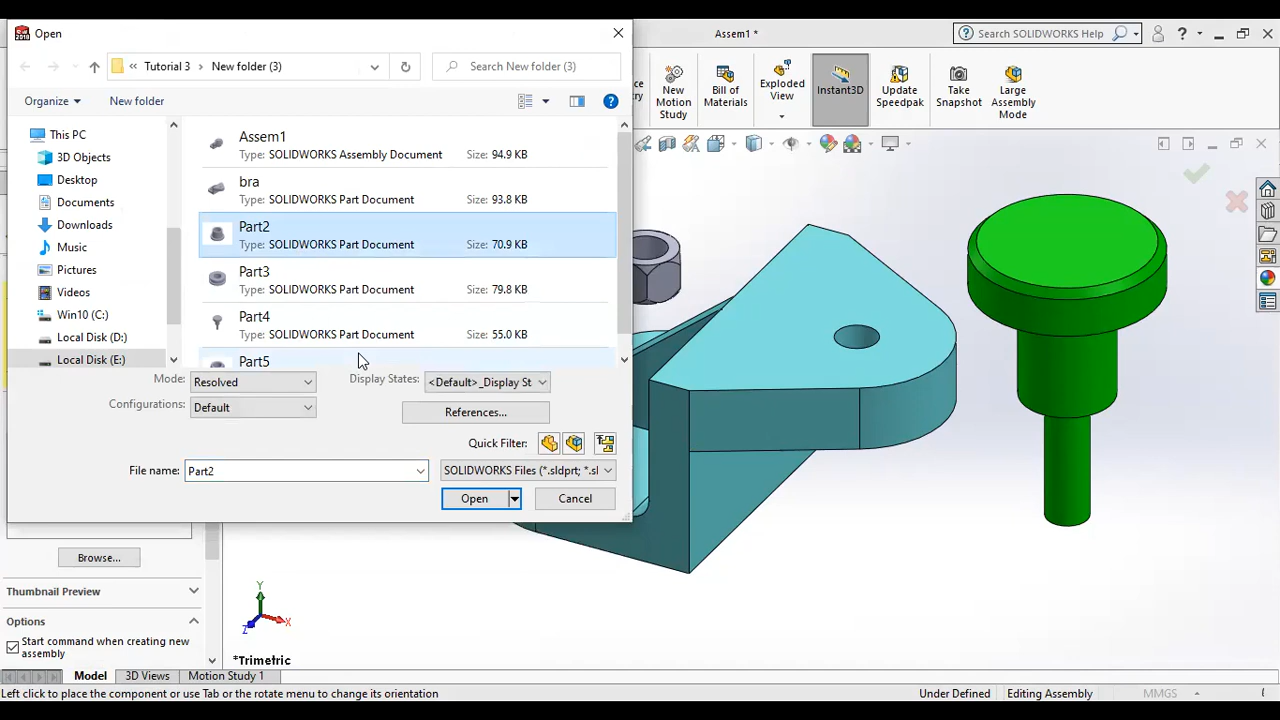 Open
Assem1 *
Search SOLIDWORKS Help
Tutorial 3 > New folder (3)
Search New folder (3)
Organize
New folder
New Motion Study
Bill of Materials
Exploded View
Instant3D
Update Speedpak
Take Snapshot
Large Assembly Mode
This PC
3D Objects
Desktop
Documents
Downloads
Music
Pictures
Videos
Win10 (C:)
Local Disk (D:)
Local Disk (E:)
Assem1
Type: SOLIDWORKS Assembly Document Size: 94.9 KB
bra
Type: SOLIDWORKS Part Document Size: 93.8 KB
Part2
Type: SOLIDWORKS Part Document Size: 70.9 KB
Part3
Type: SOLIDWORKS Part Document Size: 79.8 KB
Part4
Type: SOLIDWORKS Part Document Size: 55.0 KB
Part5
Mode: Resolved
Display States: <Default>_Display St
Configurations: Default
References...
Quick Filter:
File name: Part2
SOLIDWORKS Files (*.sldprt; *.sl
Open
Cancel
Browse...
Thumbnail Preview
Options
Start command when creating new
assembly
Y
X
Z
*Trimetric
Model 3D Views Motion Study 1
Left click to place the component or use Tab or the rotate menu to change its orientation
Under Defined Editing Assembly MMGS